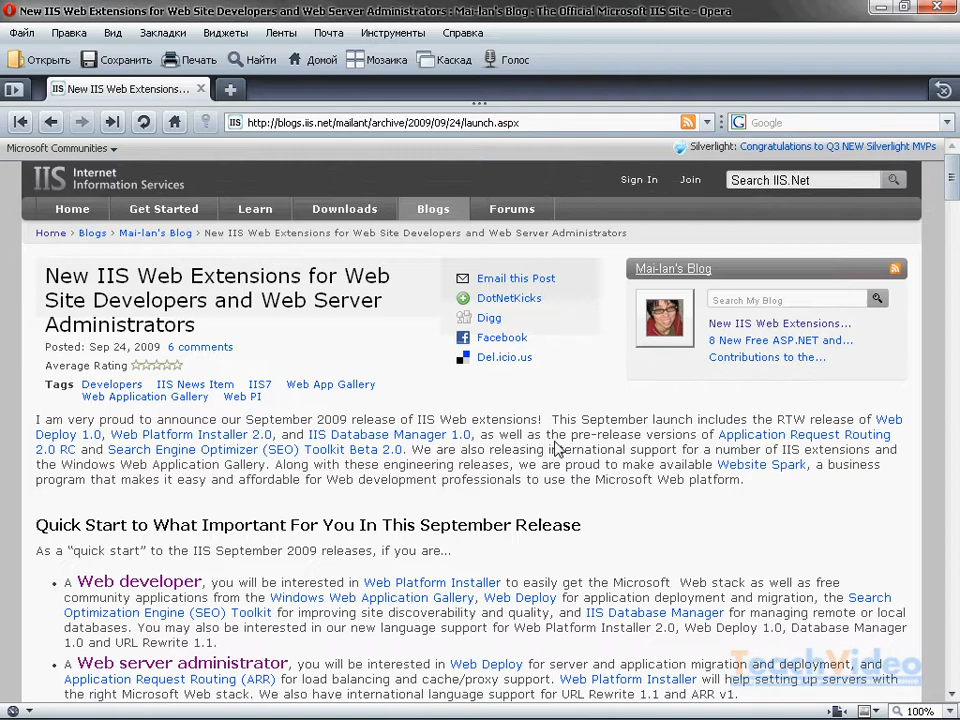 New IIS Web Extensions for Web Site Developers and Web Server Administrators : Mai-lan's Blog : The Official Microsoft IIS Site - Opera
Файл Правка Вид Закладки Виджеты Ленты Почта Инструменты Справка
Открыть Сохранить Печать Найти Домой Мозаика Каскад Голос
IIS New IIS Web Extensions...
IIS http://blogs.iis.net/mailant/archive/2009/09/24/launch.aspx Google
Microsoft Communities Silverlight: Congratulations to Q3 NEW Silverlight MVPs
IIS Internet Information Services
Sign In Join Search IIS.Net
Home Get Started Learn Downloads Blogs Forums
Home > Blogs > Mai-lan's Blog > New IIS Web Extensions for Web Site Developers and Web Server Administrators
New IIS Web Extensions for Web
Site Developers and Web Server
Administrators
Posted: Sep 24, 2009 6 comments
Average Rating
Tags Developers IIS News Item IIS7 Web App Gallery
Web Application Gallery Web PI
Email this Post
DotNetKicks
Digg
Facebook
Del.icio.us
Mai-lan's Blog
Search My Blog
New IIS Web Extensions...
8 New Free ASP.NET and...
Contributions to the...
I am very proud to announce our September 2009 release of IIS Web extensions! This September launch includes the RTW release of Web
Deploy 1.0, Web Platform Installer 2.0, and IIS Database Manager 1.0, as well as the pre-release versions of Application Request Routing
2.0 RC and Search Engine Optimizer (SEO) Toolkit Beta 2.0. We are also releasing international support for a number of IIS extensions and
the Windows Web Application Gallery. Along with these engineering releases, we are proud to make available Website Spark, a business
program that makes it easy and affordable for Web development professionals to use the Microsoft Web platform.
Quick Start to What Important For You In This September Release
As a “quick start” to the IIS September 2009 releases, if you are...
• A Web developer, you will be interested in Web Platform Installer to easily get the Microsoft Web stack as well as free
community applications from the Windows Web Application Gallery, Web Deploy for application deployment and migration, the Search
Optimization Engine (SEO) Toolkit for improving site discoverability and quality, and IIS Database Manager for managing remote or local
databases. You may also be interested in our new language support for Web Platform Installer 2.0, Web Deploy 1.0, Database Manager
1.0 and URL Rewrite 1.1.
• A Web server administrator, you will be interested in Web Deploy for server and application migration and deployment, and
Application Request Routing (ARR) for load balancing and cache/proxy support. Web Platform Installer will help setting up servers with
the right Microsoft Web stack. We also have international language support for URL Rewrite 1.1 and ARR v1.
TeachVideo
100%